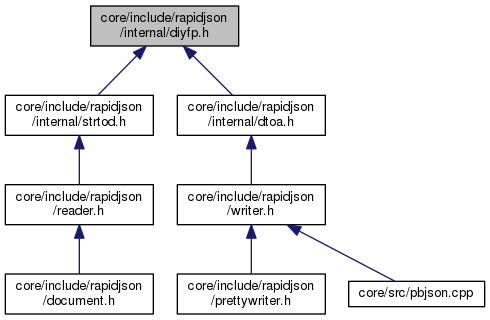 core/include/rapidjson
/internal/diyfp.h
core/include/rapidjson
/internal/strtod.h
core/include/rapidjson
/internal/dtoa.h
core/include/rapidjson
/reader.h
core/include/rapidjson
/writer.h
core/include/rapidjson
/document.h
core/include/rapidjson
/prettywriter.h
core/src/pbjson.cpp